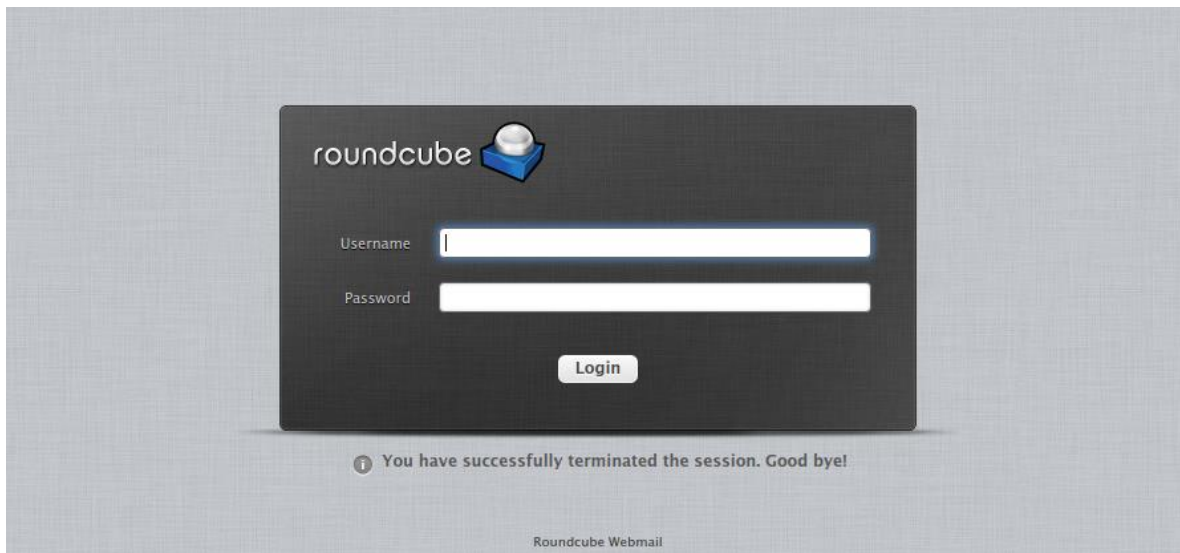 roundcube
Username
Password
Login
You have successfully terminated the session. Good bye!
Roundcube Webmail